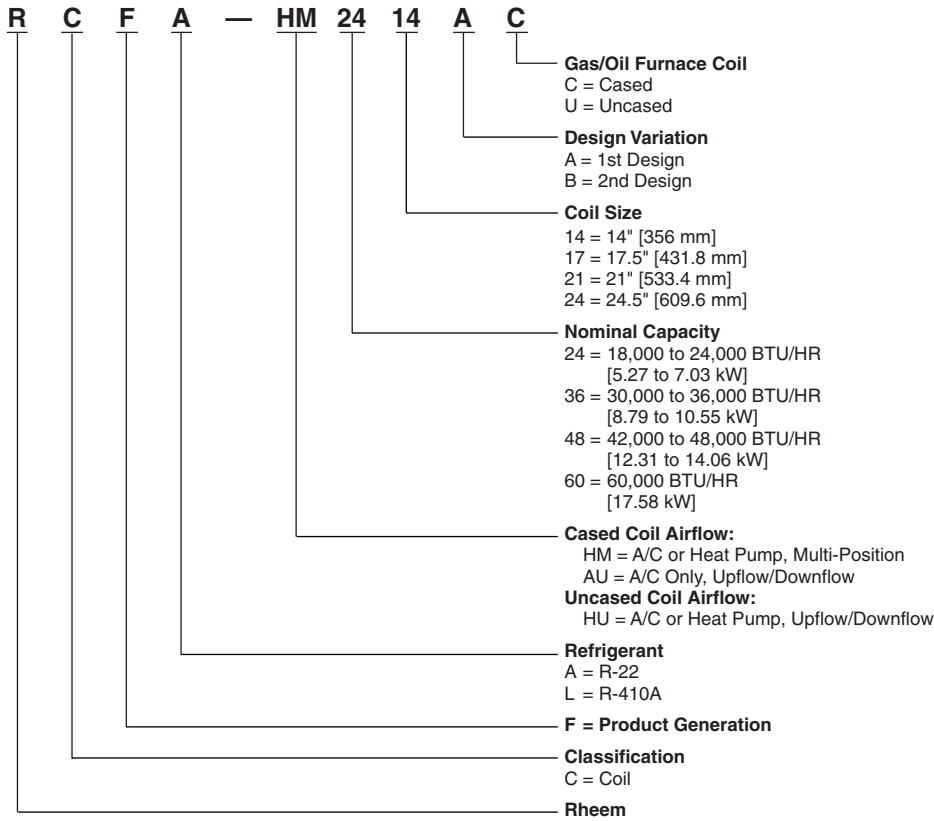 R C F A — HM 24 14 A C
Gas/Oil Furnace Coil
C = Cased
U = Uncased
Design Variation
A = 1st Design
B = 2nd Design
Coil Size
14 = 14" [356 mm]
17 = 17.5" [431.8 mm]
21 = 21" [533.4 mm]
24 = 24.5" [609.6 mm]
Nominal Capacity
24 = 18,000 to 24,000 BTU/HR
[5.27 to 7.03 kW]
36 = 30,000 to 36,000 BTU/HR
[8.79 to 10.55 kW]
48 = 42,000 to 48,000 BTU/HR
[12.31 to 14.06 kW]
60 = 60,000 BTU/HR
[17.58 kW]
Cased Coil Airflow:
HM = A/C or Heat Pump, Multi-Position
AU = A/C Only, Upflow/Downflow
Uncased Coil Airflow:
HU = A/C or Heat Pump, Upflow/Downflow
Refrigerant
A = R-22
L = R-410A
F = Product Generation
Classification
C = Coil
Rheem